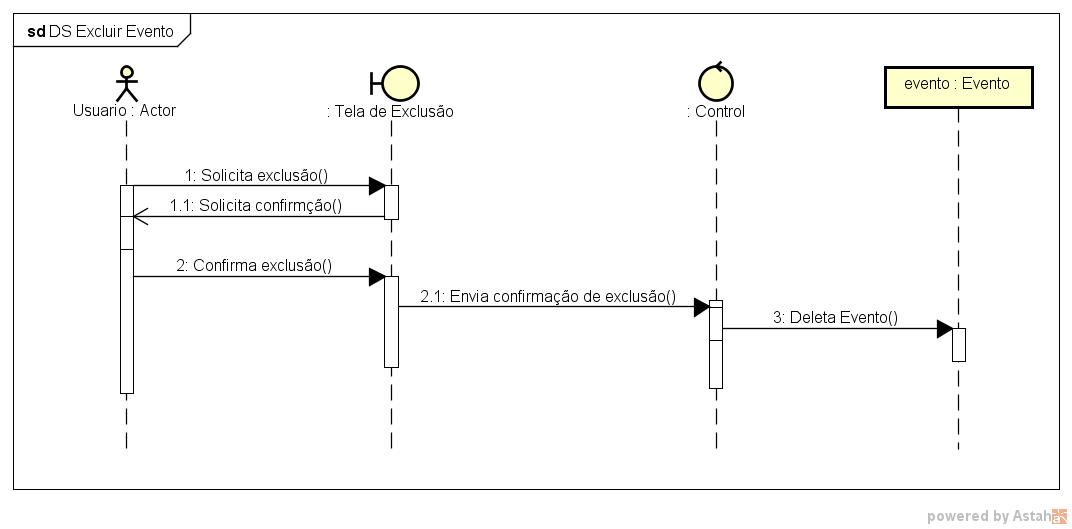 sd DS Excluir Evento
Usuario : Actor
: Tela de Exclusão
: Control
evento : Evento
1: Solicita exclusão()
1.1: Solicita confirmção()
2: Confirma exclusão()
2.1: Envia confirmação de exclusão()
3: Deleta Evento()
powered by Astah